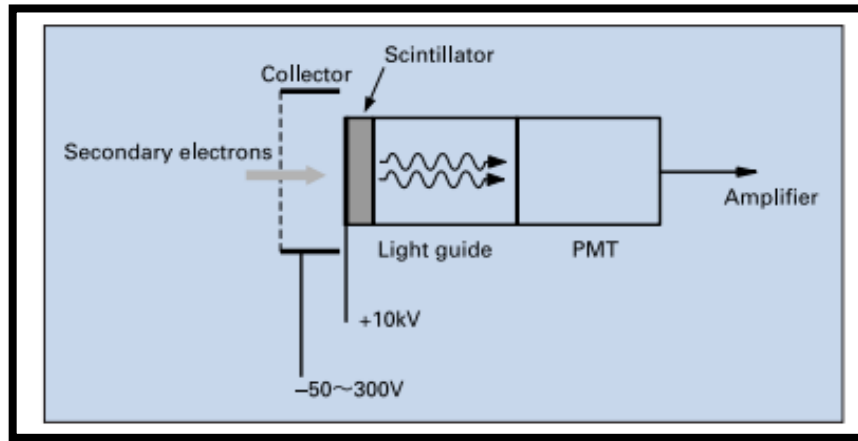 Scintillator
Collector
Secondary electrons
Amplifier
Light guide
PMT
+10kV
–50～300V